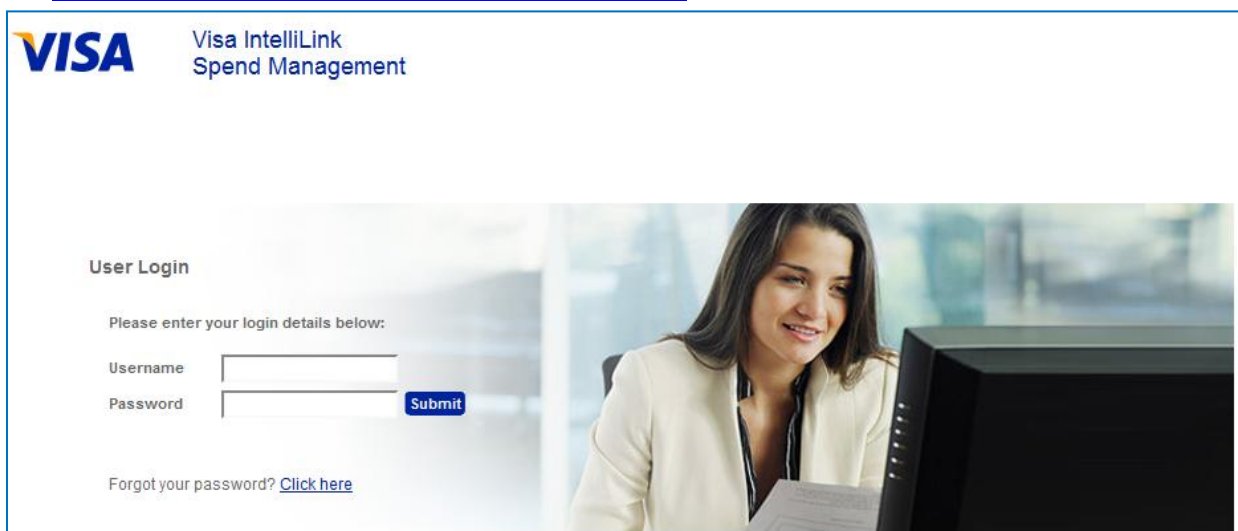 VISA
Visa IntelliLink
Spend Management
User Login
Please enter your login details below:
Username
Password
Submit
Forgot your password? Click here